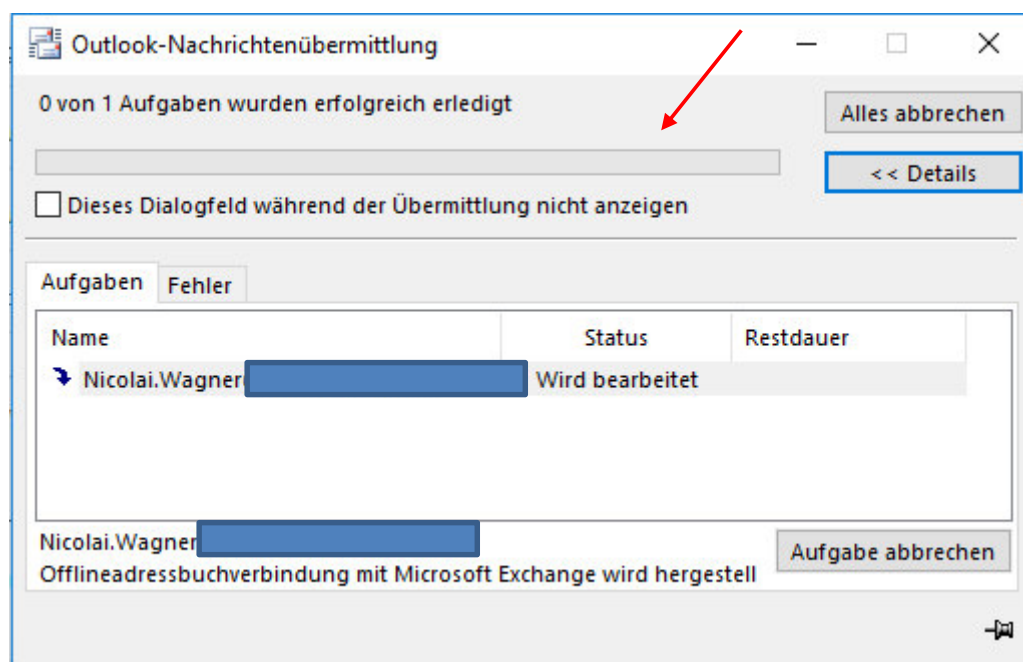 Outlook-Nachrichtenübermittlung
0 von 1 Aufgaben wurden erfolgreich erledigt
Alles abbrechen
<< Details
Dieses Dialogfeld während der Übermittlung nicht anzeigen
Aufgaben Fehler
Name Status Restdauer
Nicolai.Wagner Wird bearbeitet
Nicolai.Wagner
Offlineadressbuchverbindung mit Microsoft Exchange wird hergestell
Aufgabe abbrechen